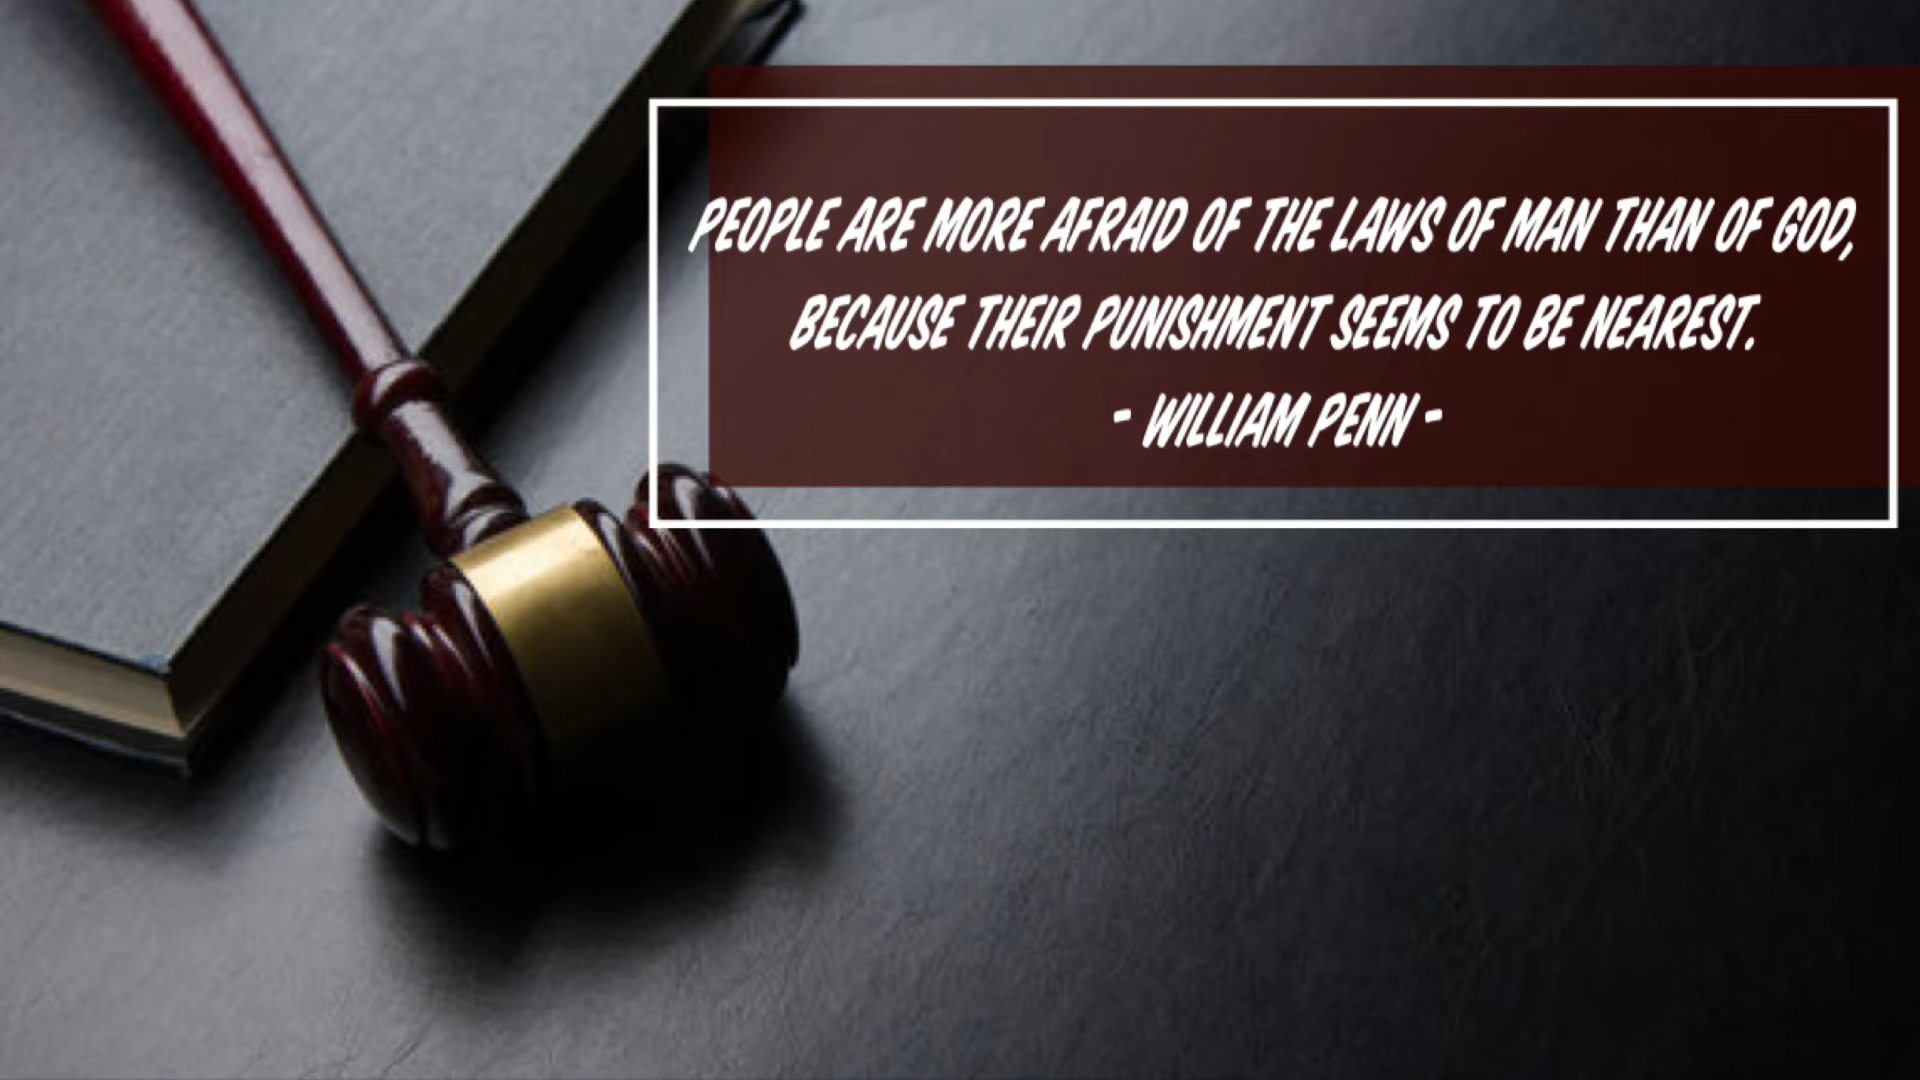 PEOPLE ARE MORE AFRAID OF THE LAWS OF MAN THAN OF GOD,
BECAUSE THEIR PUNISHMENT SEEMS TO BE NEAREST.
- WILLIAM PENN -